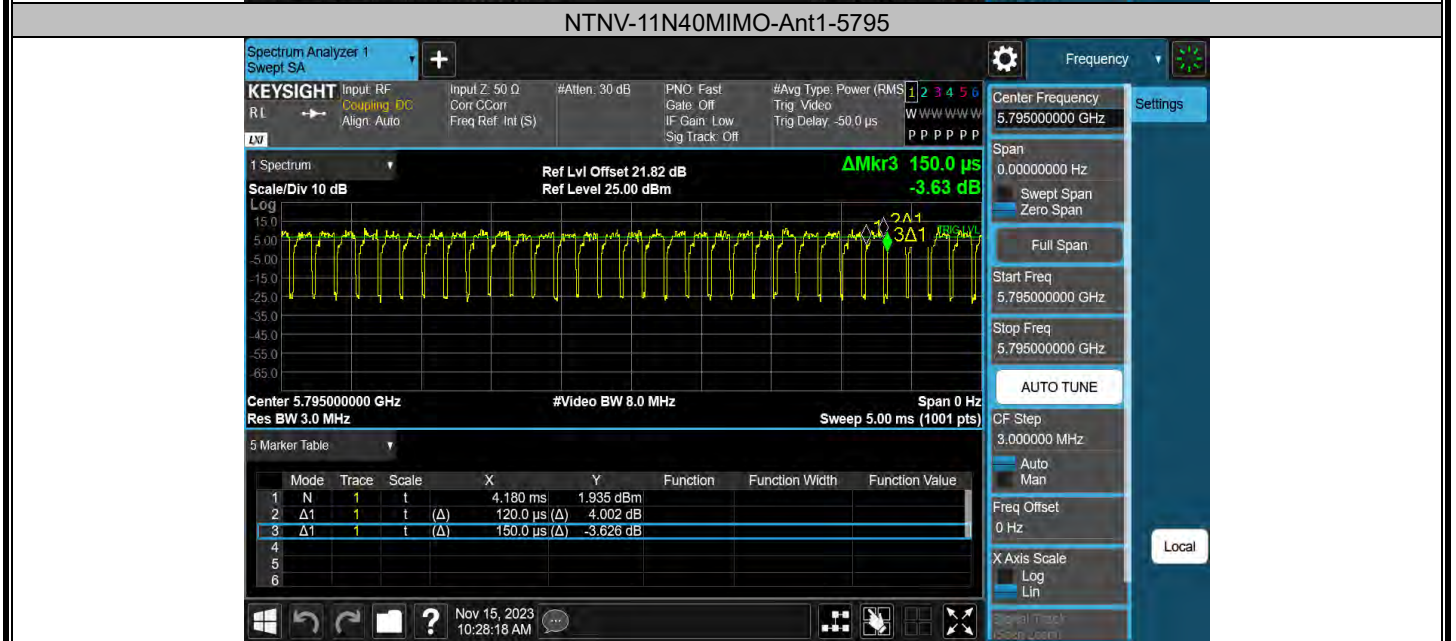 NTNV-11N40MIMO-Ant1-5795
Spectrum Analyzer 1
Swept SA
+
Frequency
KEYSIGHT
RL
LXI
Input: RF
Coupling: DC
Align: Auto
Input Z: 50 Ω
Corr CCorr
Freq Ref: Int (S)
#Atten: 30 dB
PNO: Fast
Gate: Off
IF Gain: Low
Sig Track: Off
#Avg Type: Power (RMS
Trig: Video
Trig Delay: -50.0 µs
1 2 3 4 5 6
W W W W W W
P P P P P P
Center Frequency
5.795000000 GHz
Settings
1 Spectrum
Scale/Div 10 dB
Ref Lvl Offset 21.82 dB
Ref Level 25.00 dBm
ΔMkr3 150.0 µs
-3.63 dB
Span
0.00000000 Hz
Swept Span
Zero Span
Full Span
Log
15.0
5.00
-5.00
-15.0
-25.0
-35.0
-45.0
-55.0
-65.0
2Δ1
3Δ1
TRIG LVL
Start Freq
5.795000000 GHz
Stop Freq
5.795000000 GHz
AUTO TUNE
Center 5.795000000 GHz
Res BW 3.0 MHz
#Video BW 8.0 MHz
Span 0 Hz
Sweep 5.00 ms (1001 pts)
CF Step
3.000000 MHz
Auto
Man
5 Marker Table
Mode Trace Scale X Y Function Function Width Function Value
1 N 1 t 4.180 ms 1.935 dBm
2 Δ1 1 t (Δ) 120.0 µs (Δ) 4.002 dB
3 Δ1 1 t (Δ) 150.0 µs (Δ) -3.626 dB
4
5
6
Freq Offset
0 Hz
X Axis Scale
Log
Lin
Local
?
Nov 15, 2023
10:28:18 AM